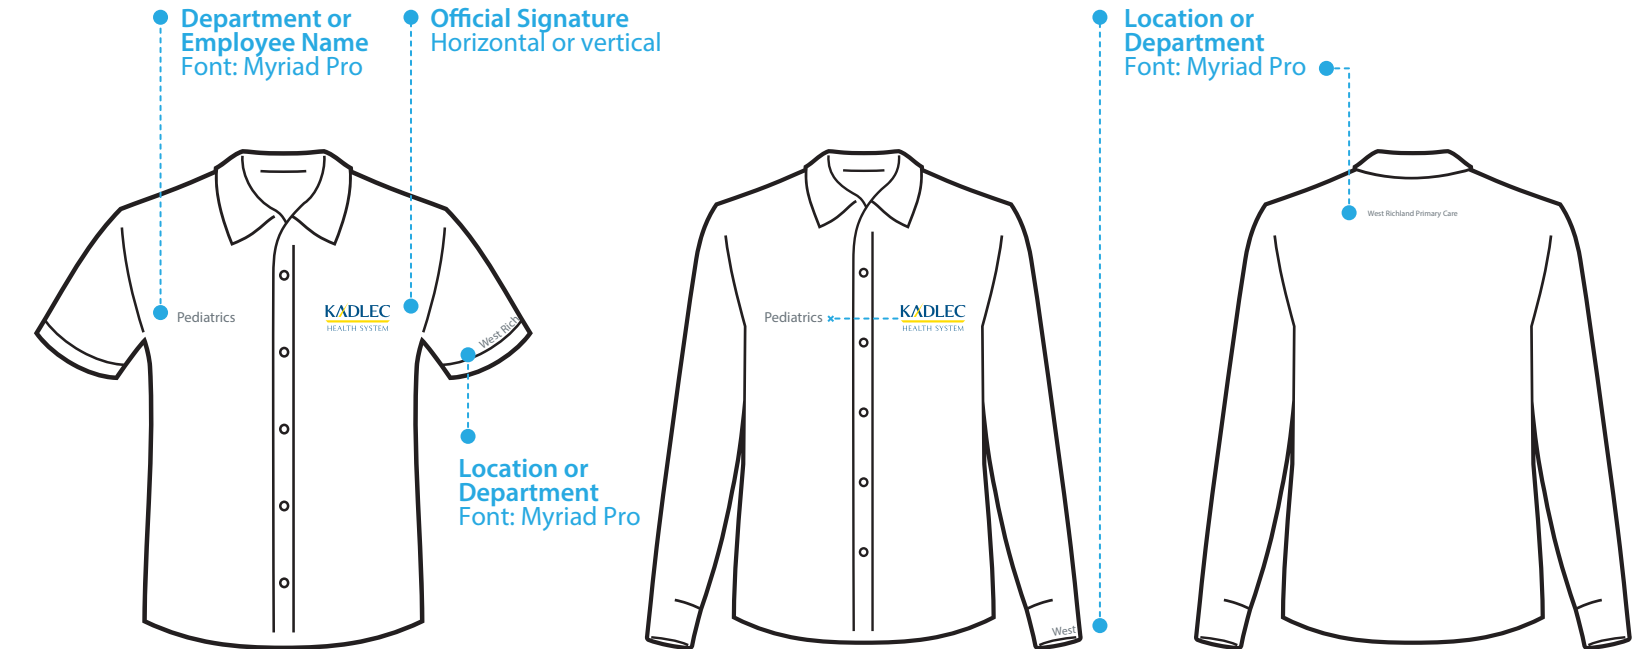 Department or
Employee Name
Font: Myriad Pro
Official Signature
Horizontal or vertical
Location or
Department
Font: Myriad Pro
Pediatrics
KADLEC
HEALTH SYSTEM
West Rich
Location or
Department
Font: Myriad Pro
Pediatrics
KADLEC
HEALTH SYSTEM
West
West Richland Primary Care